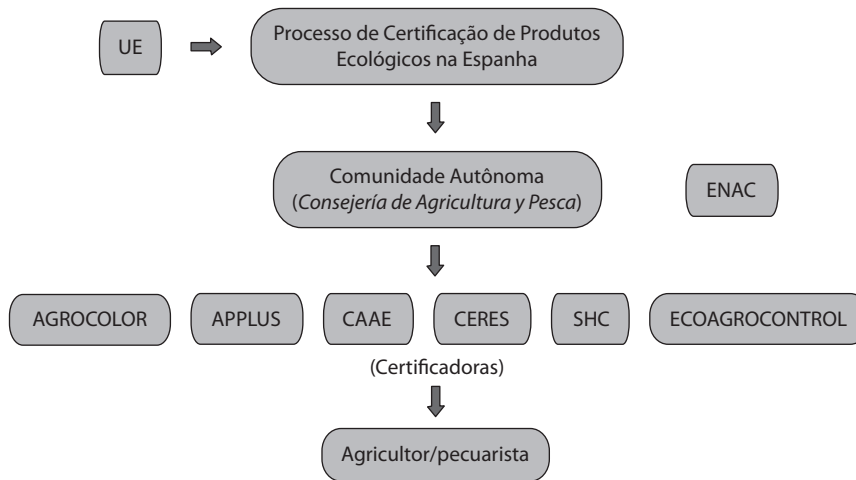 UE
Processo de Certificação de Produtos
Ecológicos na Espanha
Comunidade Autônoma
(Consejería de Agricultura y Pesca)
ENAC
AGROCOLOR
APPLUS
CAAE
CERES
SHC
ECOAGROCONTROL
(Certificadoras)
Agricultor/pecuarista